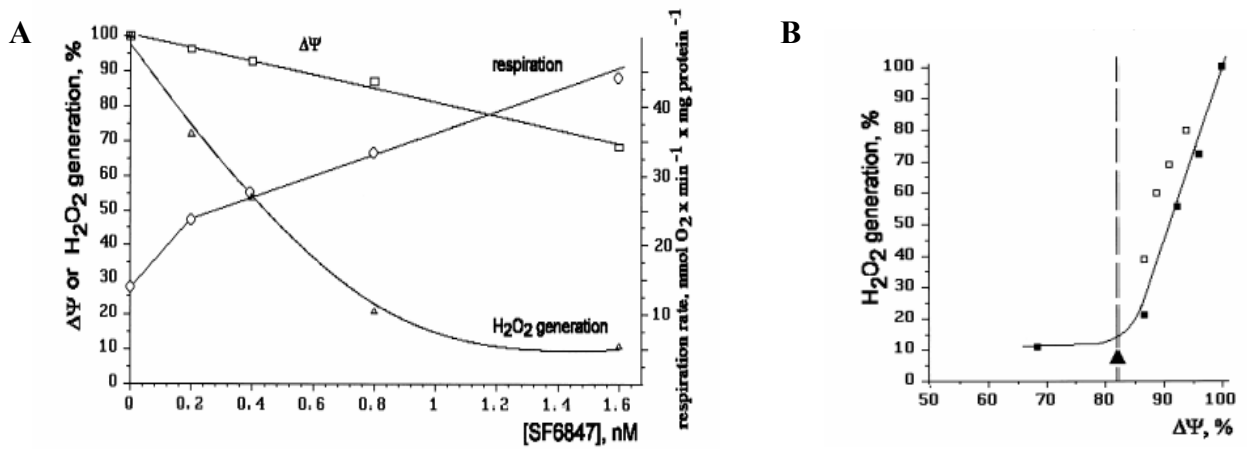 A
ΔΨ or H2O2 generation, %
100
90
80
70
60
50
40
30
20
10
0
ΔΨ
respiration
H2O2 generation
0 0.2 0.4 0.8 1 1.2 1.4 1.6
[SF6847], nM
40
30
20
10
respiration rate, nmol O2 x min-1 x mg protein -1
B
H2O2 generation, %
100
90
80
70
60
50
40
30
20
10
0
50 60 70 80 90 100
ΔΨ, %